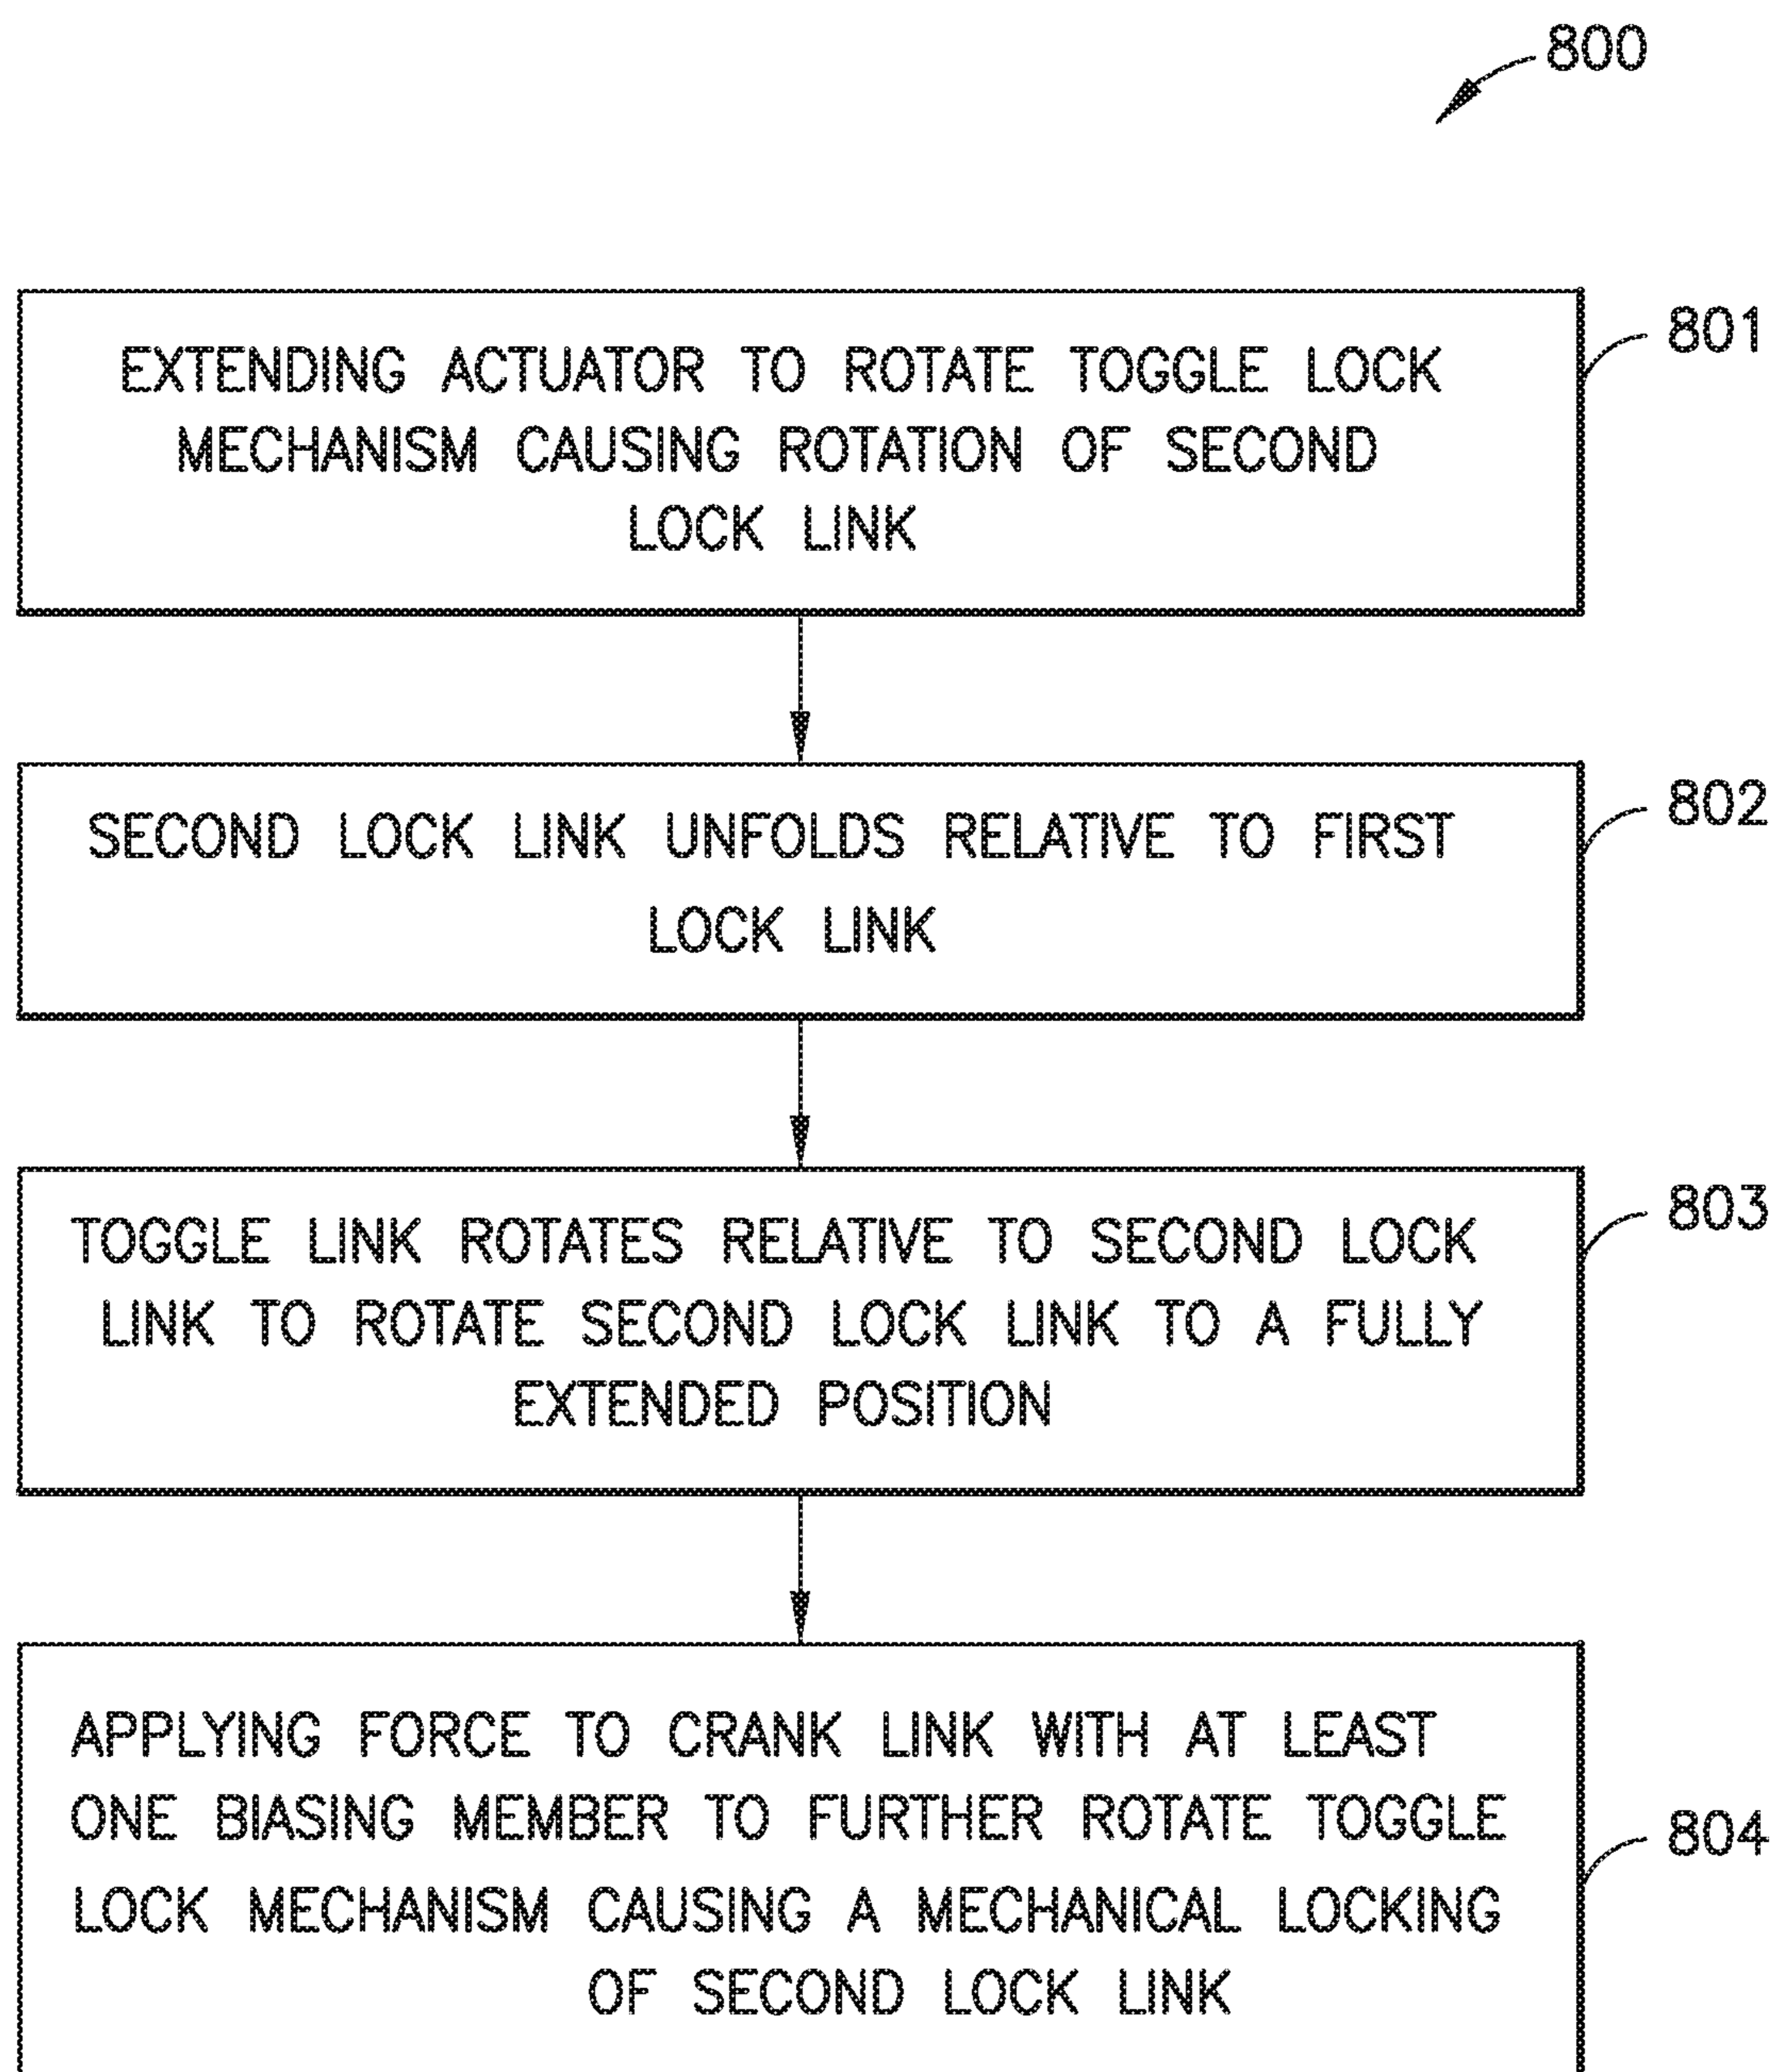 800
EXTENDING ACTUATOR TO ROTATE TOGGLE LOCK
MECHANISM CAUSING ROTATION OF SECOND
LOCK LINK
801
SECOND LOCK LINK UNFOLDS RELATIVE TO FIRST
LOCK LINK
802
TOGGLE LINK ROTATES RELATIVE TO SECOND LOCK
LINK TO ROTATE SECOND LOCK LINK TO A FULLY
EXTENDED POSITION
803
APPLYING FORCE TO CRANK LINK WITH AT LEAST
ONE BIASING MEMBER TO FURTHER ROTATE TOGGLE
LOCK MECHANISM CAUSING A MECHANICAL LOCKING
OF SECOND LOCK LINK
804